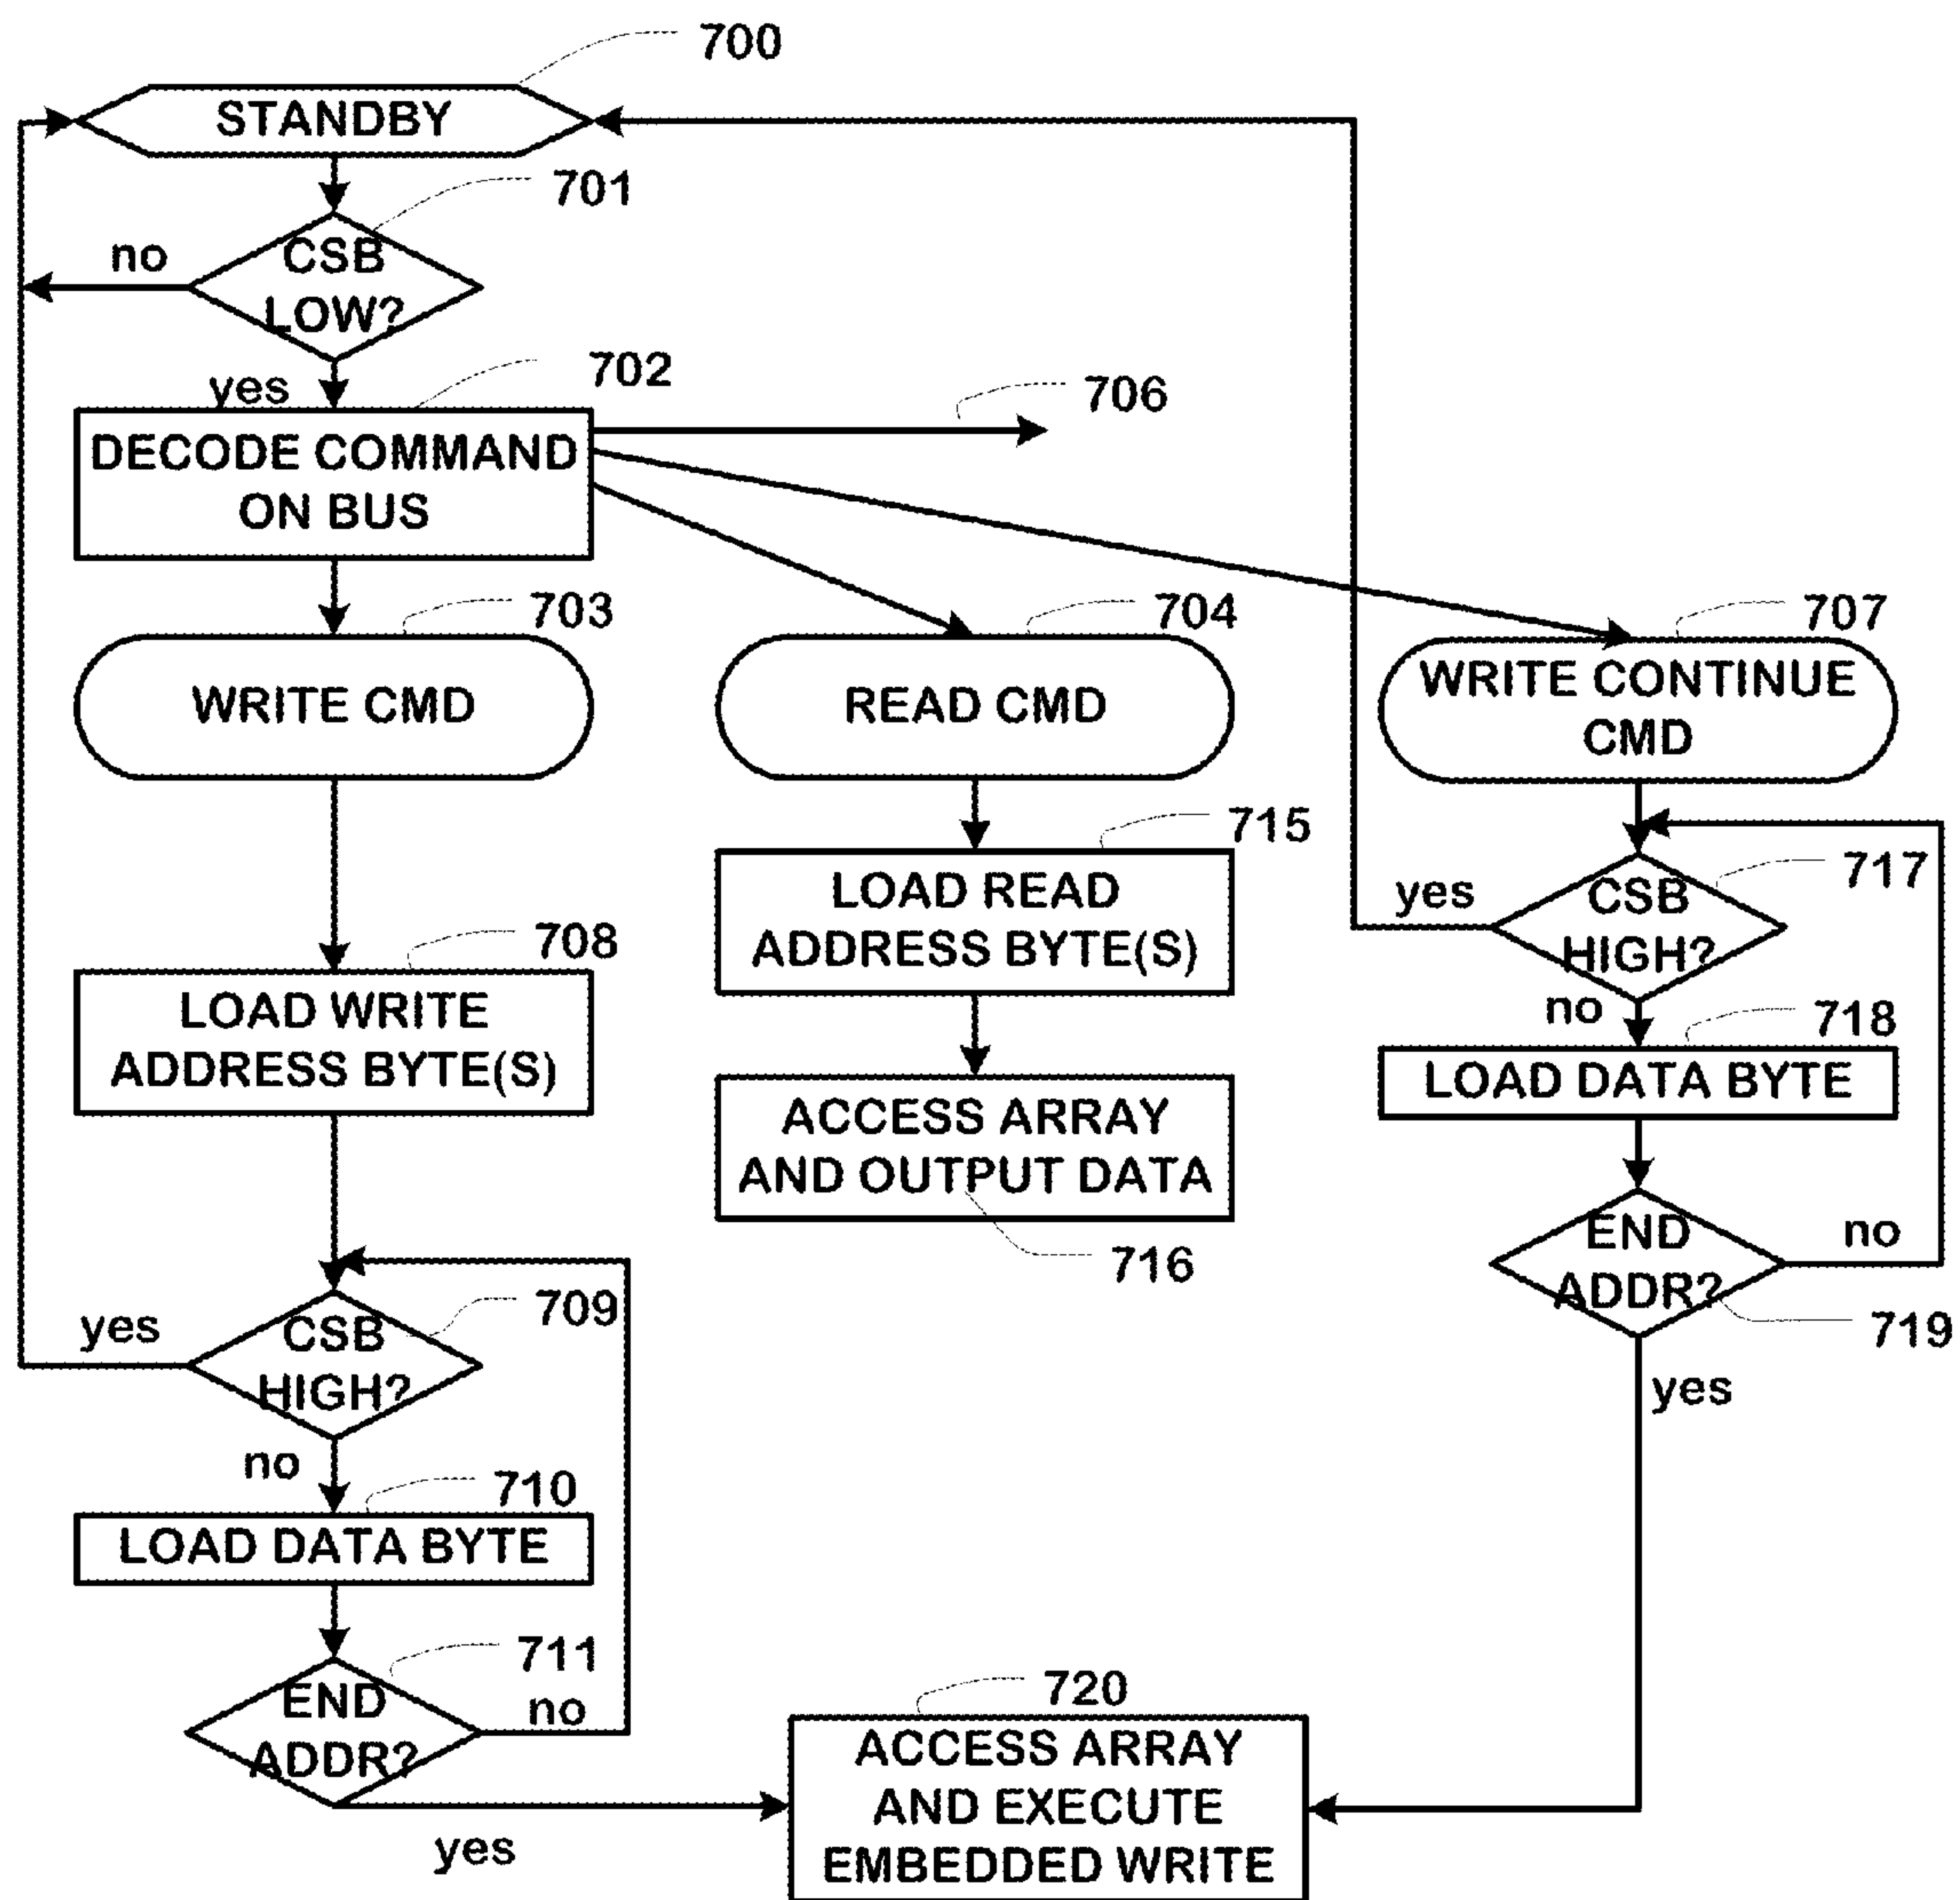 700
STANDBY
701
CSB
LOW?
no
yes
702
706
DECODE COMMAND
ON BUS
703
704
707
WRITE CMD
READ CMD
WRITE CONTINUE
CMD
715
LOAD READ
ADDRESS BYTE(S)
717
CSB
HIGH?
yes
no
708
LOAD WRITE
ADDRESS BYTE(S)
718
LOAD DATA BYTE
ACCESS ARRAY
AND OUTPUT DATA
716
END
ADDR?
no
719
yes
709
CSB
HIGH?
yes
no
710
LOAD DATA BYTE
711
END
ADDR?
no
yes
720
ACCESS ARRAY
AND EXECUTE
EMBEDDED WRITE